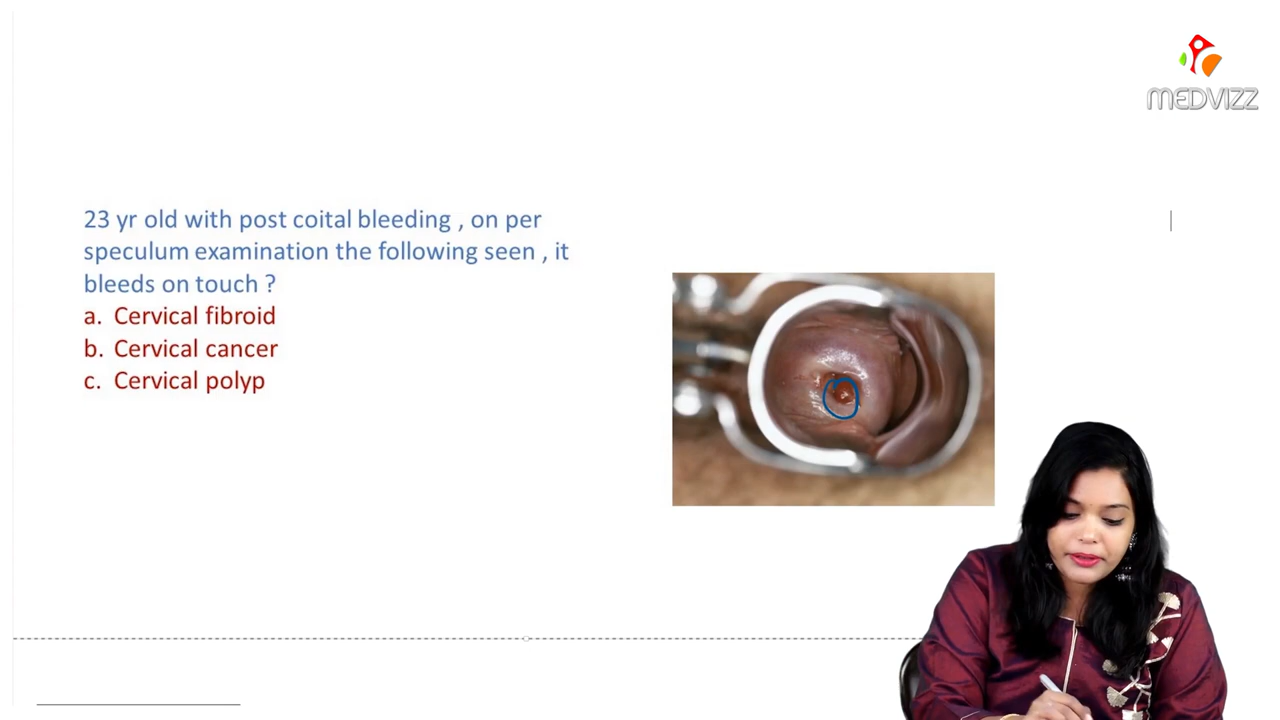 MEDVIZZ
23 yr old with post coital bleeding , on per
speculum examination the following seen , it
bleeds on touch ?
a. Cervical fibroid
b. Cervical cancer
c. Cervical polyp